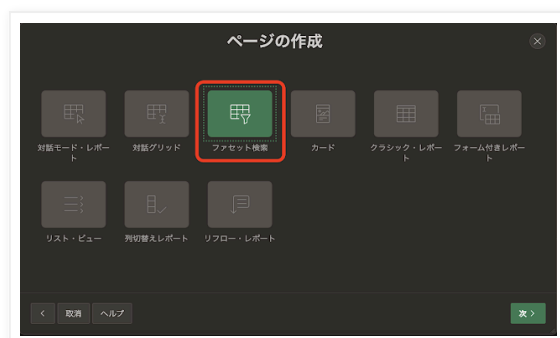 ページの作成
対話モード・レポー
ト
対話グリッド
ファセット検索
カード
クラシック・レポー
ト
フォーム付きレポー
ト
リスト・ビュー
列切替えレポート
リフロー・レポート
取消
ヘルプ
次